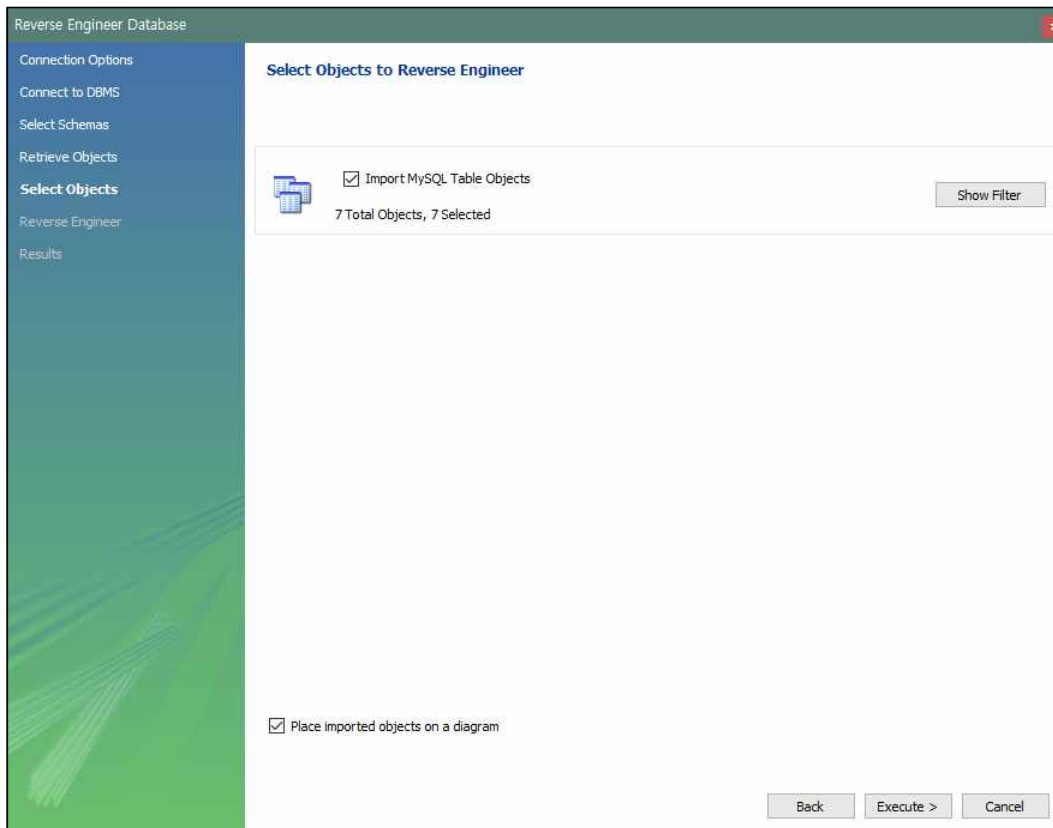 Reverse Engineer Database
Connection Options
Connect to DBMS
Select Schemas
Retrieve Objects
Select Objects
Reverse Engineer
Results
Select Objects to Reverse Engineer
Import MySQL Table Objects
7 Total Objects, 7 Selected
Show Filter
Place imported objects on a diagram
Back
Execute >
Cancel